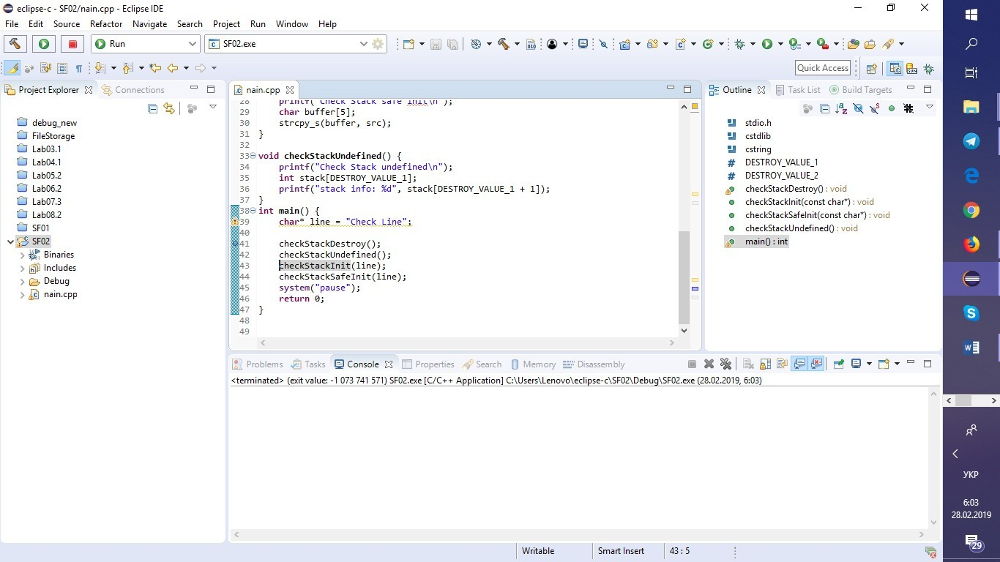 eclipse-c - SF02/nain.cpp - Eclipse IDE
File Edit Source Refactor Navigate Search Project Run Window Help
Run SF02.exe
Quick Access
Project Explorer Connections
debug_new
FileStorage
Lab03.1
Lab04.1
Lab05.2
Lab06.2
Lab07.3
Lab08.2
SF01
SF02
Binaries
Includes
Debug
nain.cpp
nain.cpp
28 printf("Check Stack safe init\n");
29 char buffer[5];
30 strcpy_s(buffer, src);
31 }
32
33 void checkStackUndefined() {
34 printf("Check Stack undefined\n");
35 int stack[DESTROY_VALUE_1];
36 printf("stack info: %d", stack[DESTROY_VALUE_1 + 1]);
37 }
38 int main() {
39 char* line = "Check Line";
40
41 checkStackDestroy();
42 checkStackUndefined();
43 checkStackInit(line);
44 checkStackSafeInit(line);
45 system("pause");
46 return 0;
47 }
48
49
Outline Task List Build Targets
stdio.h
cstdlib
cstring
DESTROY_VALUE_1
DESTROY_VALUE_2
checkStackDestroy() : void
checkStackInit(const char*) : void
checkStackSafeInit(const char*) : void
checkStackUndefined() : void
main() : int
Problems Tasks Console Properties Search Memory Disassembly
<terminated> (exit value: -1 073 741 571) SF02.exe [C/C++ Application] C:\Users\Lenovo\eclipse-c\SF02\Debug\SF02.exe (28.02.2019, 6:03)
Writable Smart Insert 43 : 5
УКР
6:03
28.02.2019
29